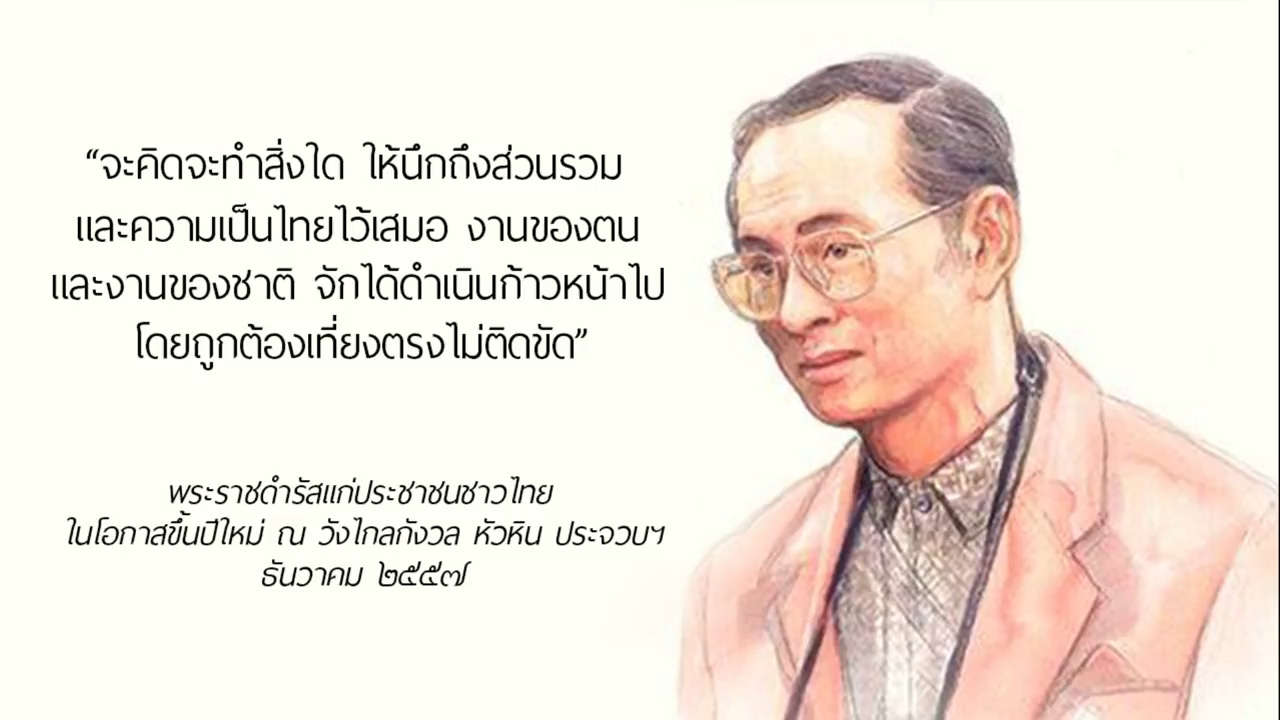 “จะคิดจะทำสิ่งใด ให้นึกถึงส่วนรวม
และความเป็นไทยไว้เสมอ งานของตน
และงานของชาติ จักได้ดำเนินก้าวหน้าไป
โดยถูกต้องเที่ยงตรงไม่ติดขัด”
พระราชดำรัสแก่ประชาชนชาวไทย
ในโอกาสขึ้นปีใหม่ ณ วังไกลกังวล หัวหิน ประจวบฯ
ธันวาคม ๒๕๕๗